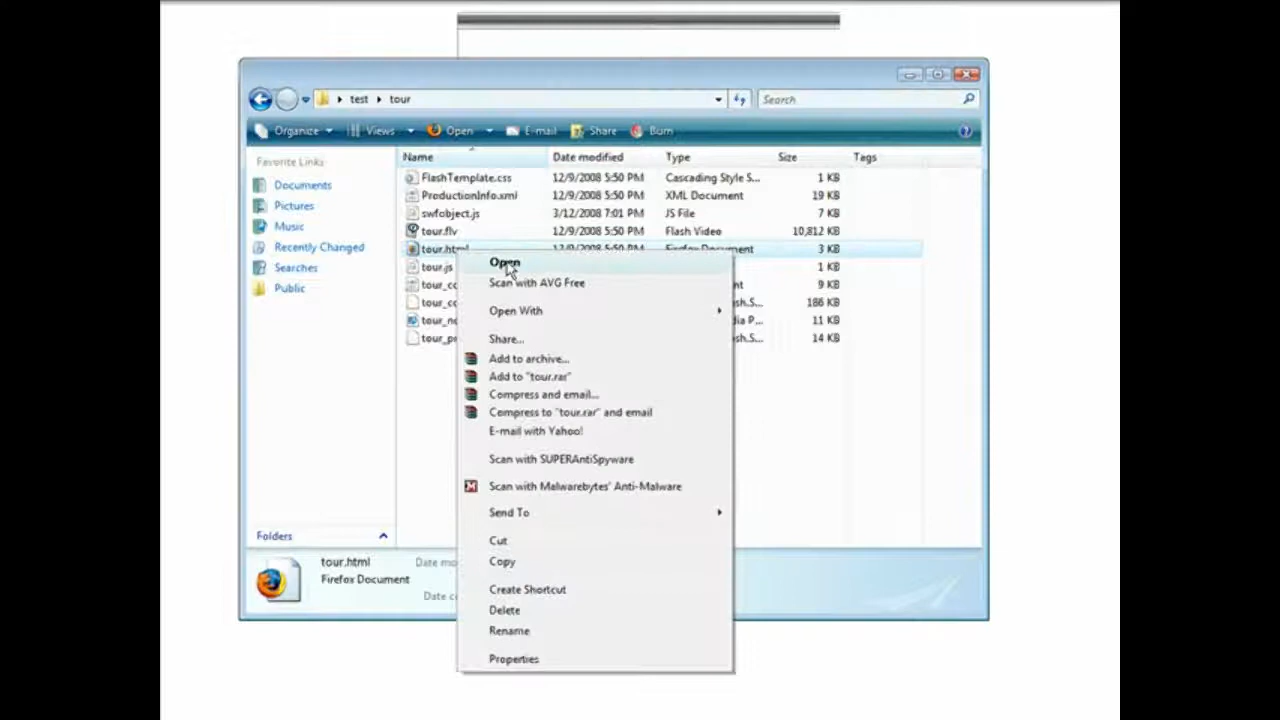 test tour
Search
Organize Views Open E-mail Share Burn
Favorite Links
Documents
Pictures
Music
Recently Changed
Searches
Public
Folders
Name Date modified Type Size Tags
FlashTemplate.css 12/9/2008 5:50 PM Cascading Style S... 1 KB
ProductionInfo.xml 12/9/2008 5:50 PM XML Document 19 KB
swfobject.js 3/12/2008 7:01 PM JS File 7 KB
tour.flv 12/9/2008 5:50 PM Flash Video 10,812 KB
tour.html 12/9/2008 5:50 PM Firefox Document 3 KB
tour.js 1 KB
tour_co nt 9 KB
tour_co sh.S... 186 KB
tour_no dia P... 11 KB
tour_pr sh.S... 14 KB
Open
Scan with AVG Free
Open With
Share...
Add to archive...
Add to "tour.rar"
Compress and email...
Compress to "tour.rar" and email
E-mail with Yahoo!
Scan with SUPERAntiSpyware
Scan with Malwarebytes' Anti-Malware
Send To
Cut
Copy
Create Shortcut
Delete
Rename
Properties
tour.html Date mo
Firefox Document
Date c